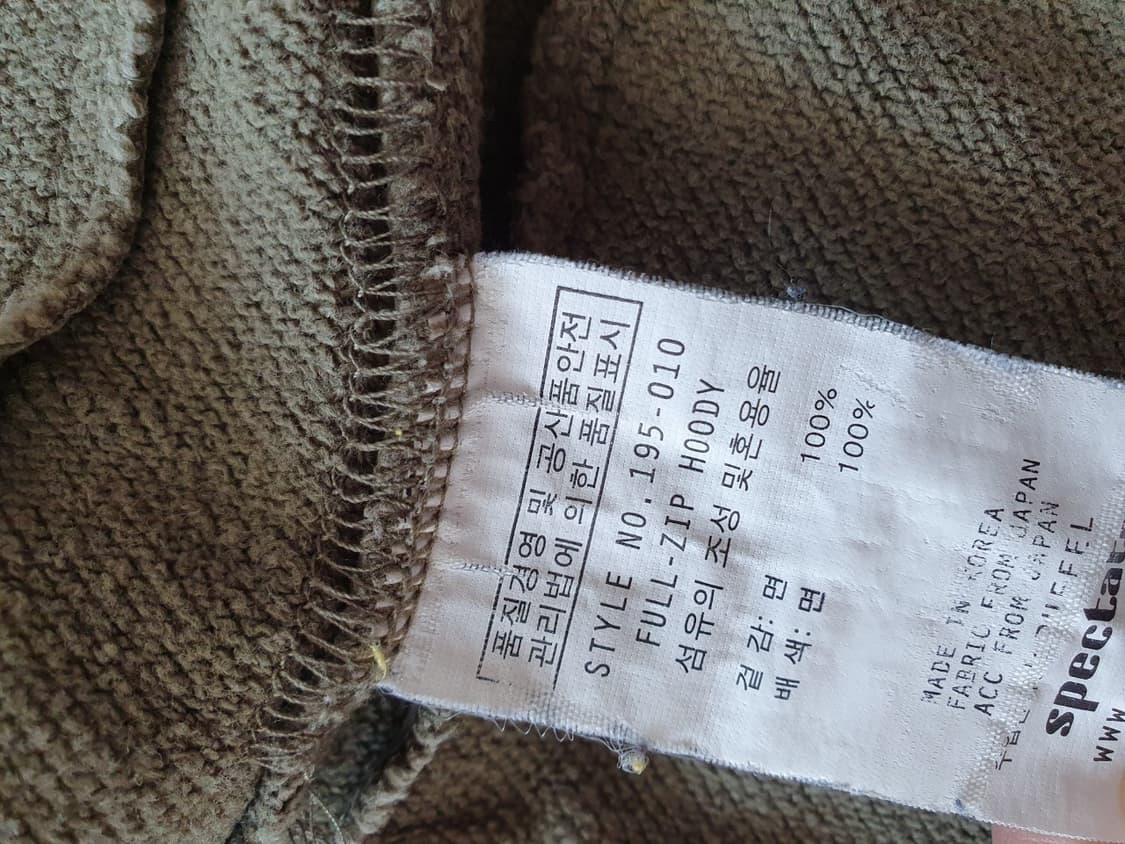 품질경영 및 공산품안전
관리법에 의한 품질표시
STYLE NO.195-010
FULL-ZIP HOODY
섬유의 조성 및혼용율
겉 감: 면 100%
배 색: 면 100%
MADE IN KOREA
FABRIC FROM JAPAN
ACC FROM JAPAN
WWW